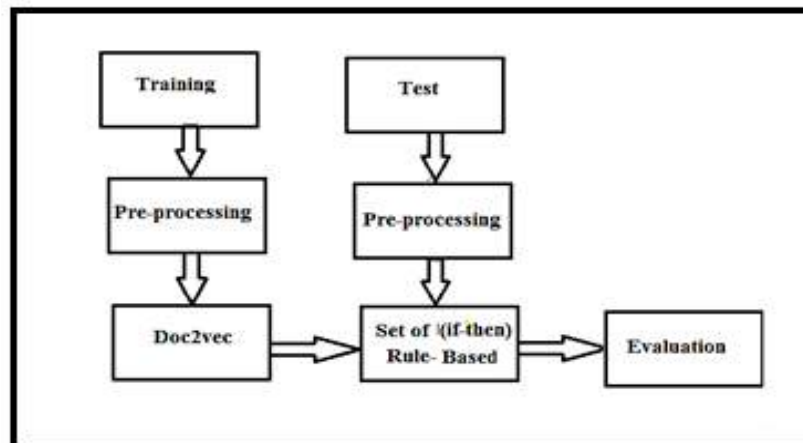 Training
Test
Pre-processing
Pre-processing
Doc2vec
Set of (if-then)
Rule- Based
Evaluation